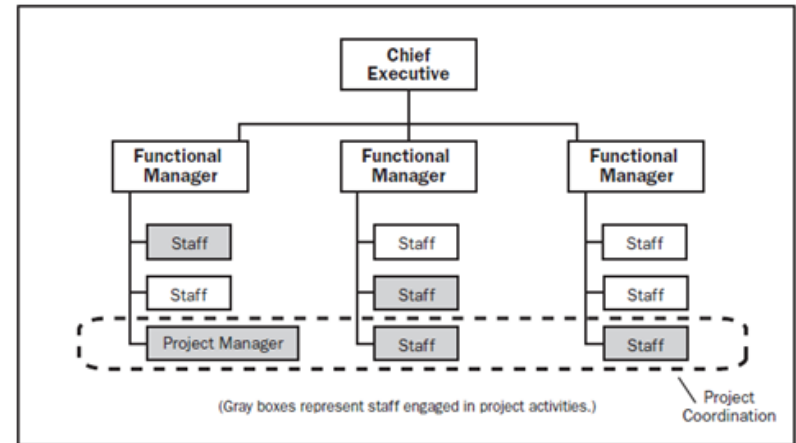 Chief
Executive
Functional
Manager
Functional
Manager
Functional
Manager
Staff
Staff
Staff
Staff
Staff
Staff
Project Manager
Staff
Staff
(Gray boxes represent staff engaged in project activities.)
Project
Coordination